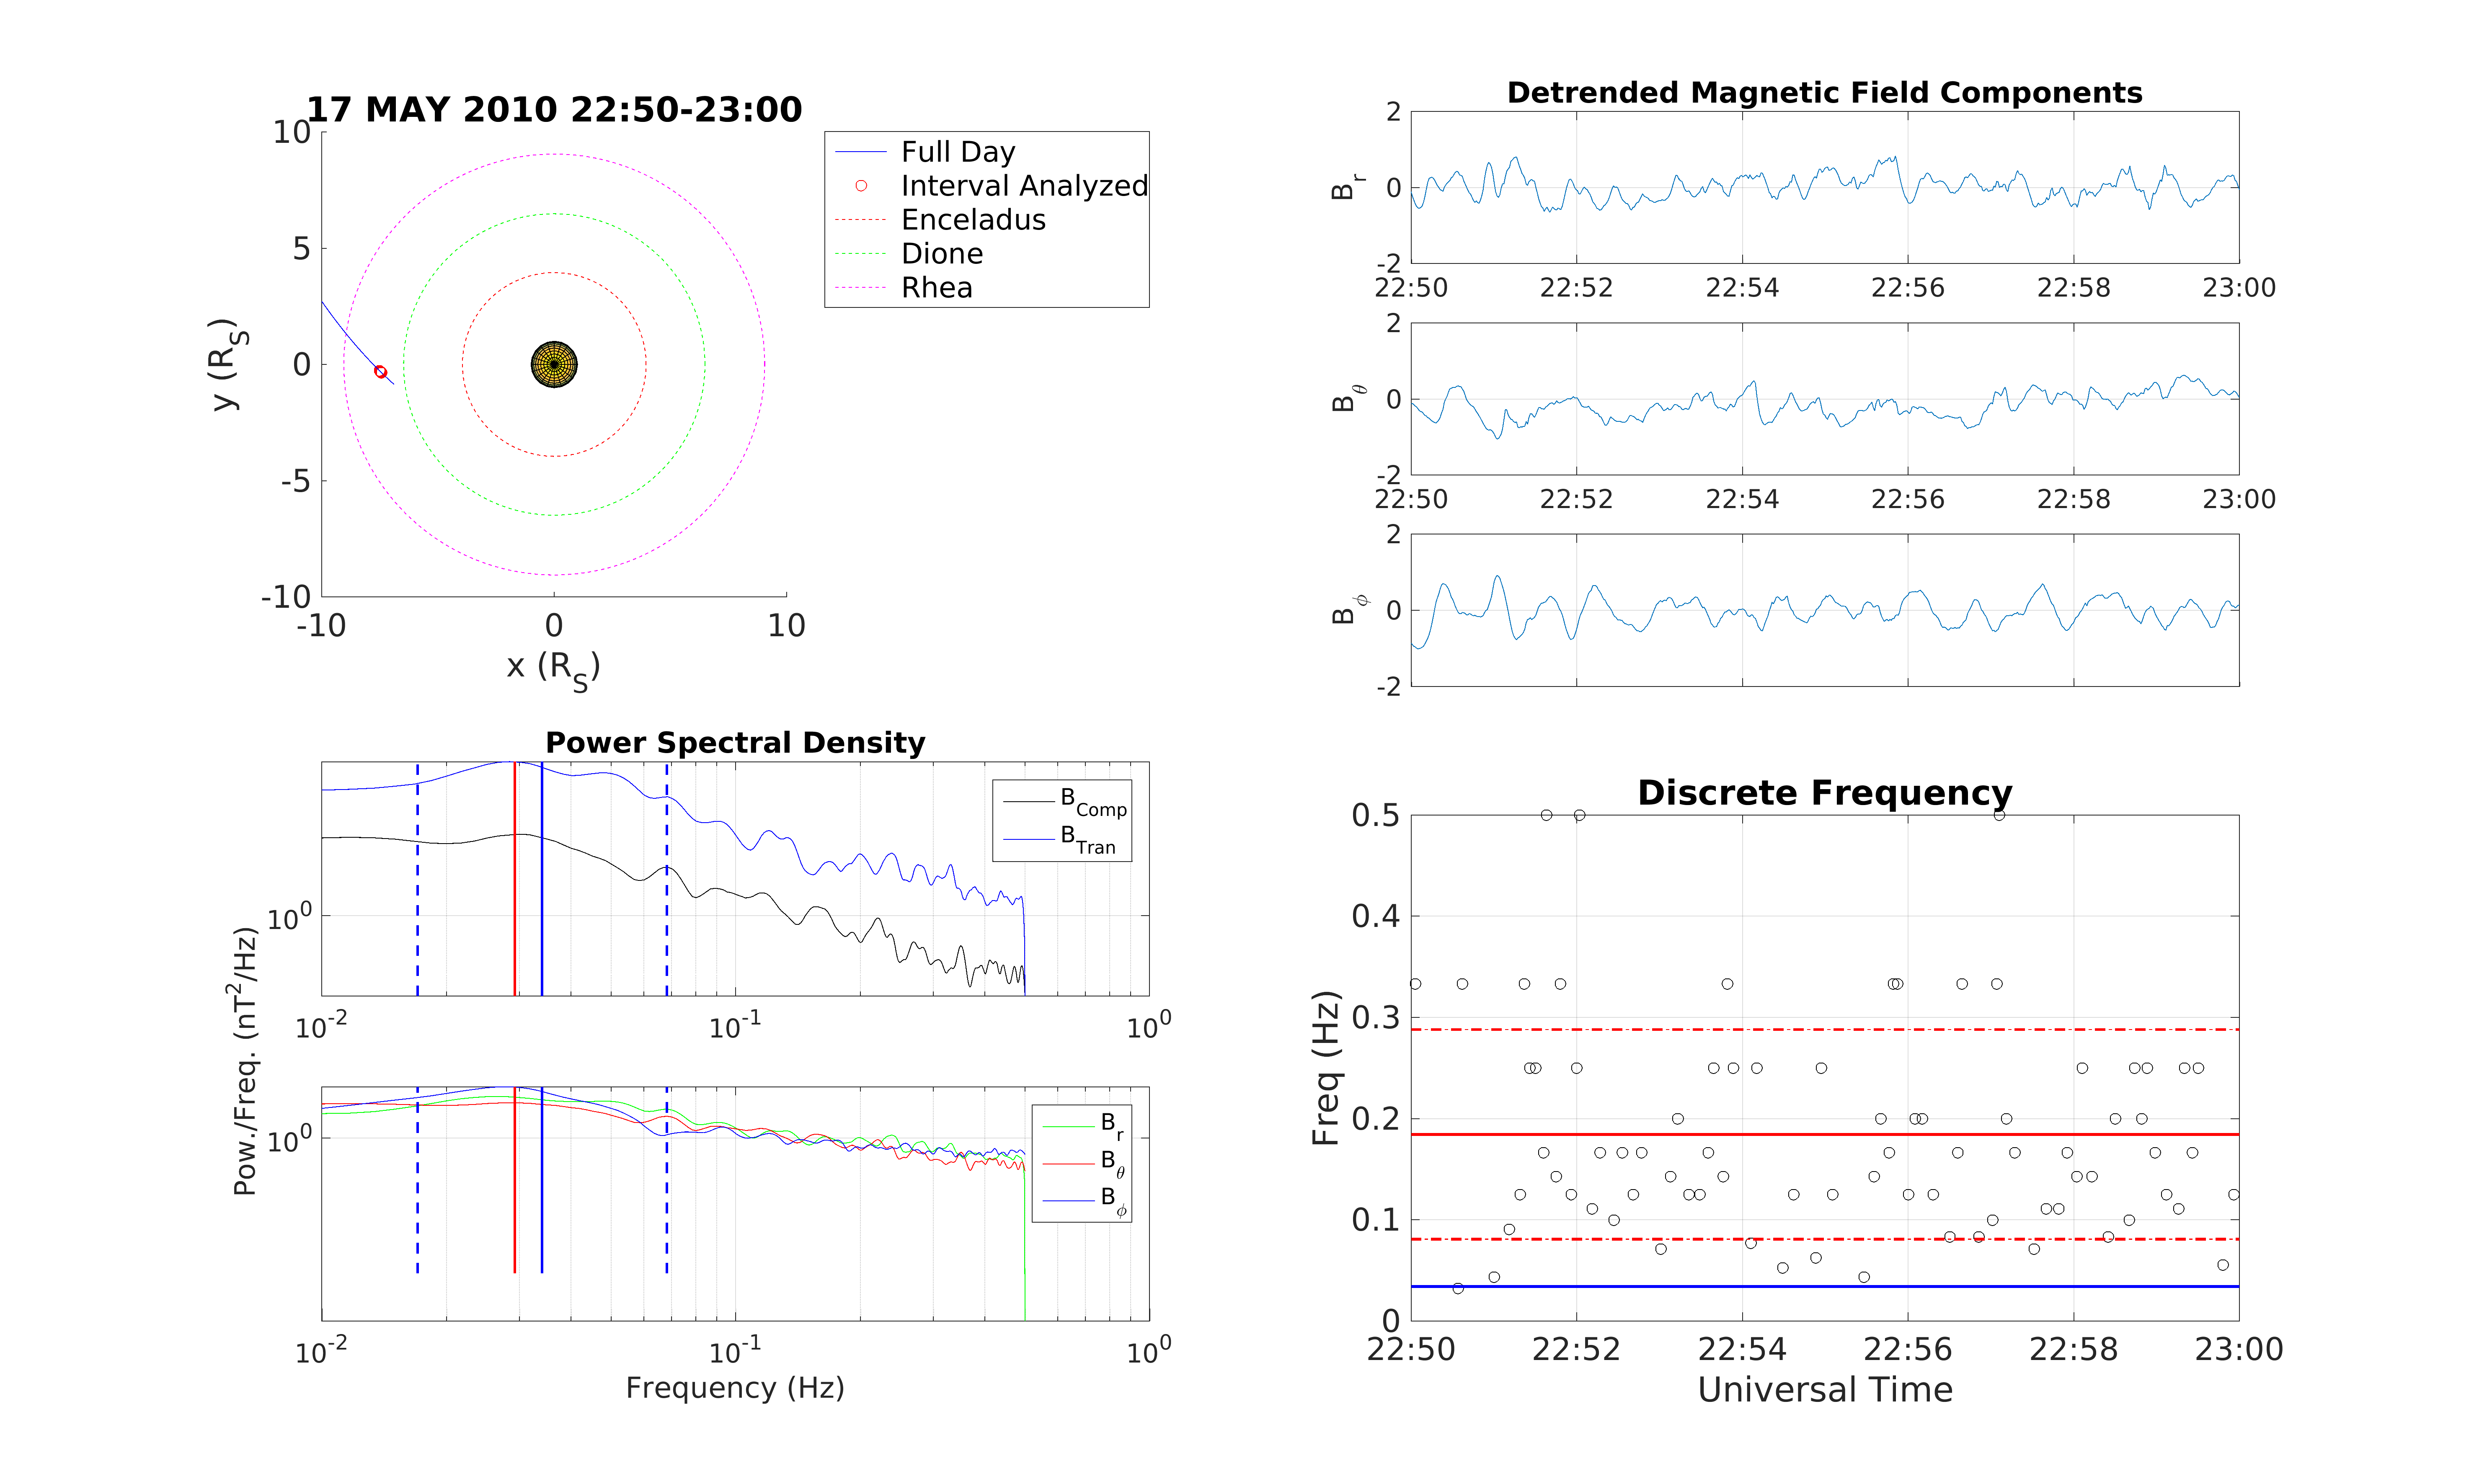 17 MAY 2010 22:50-23:00
10
5
0
-5
-10
-10 0 10
y (R_S)
x (R_S)
Full Day
Interval Analyzed
Enceladus
Dione
Rhea
Detrended Magnetic Field Components
2
0
-2
B_r
22:50 22:52 22:54 22:56 22:58 23:00
2
0
-2
B_θ
22:50 22:52 22:54 22:56 22:58 23:00
2
0
-2
B_ϕ
Power Spectral Density
10^0
B_Comp
B_Tran
10^-2 10^-1 10^0
Pow./Freq. (nT^2/Hz)
10^0
B_r
B_θ
B_ϕ
10^-2 10^-1 10^0
Frequency (Hz)
Discrete Frequency
0.5
0.4
0.3
0.2
0.1
0
Freq (Hz)
22:50 22:52 22:54 22:56 22:58 23:00
Universal Time